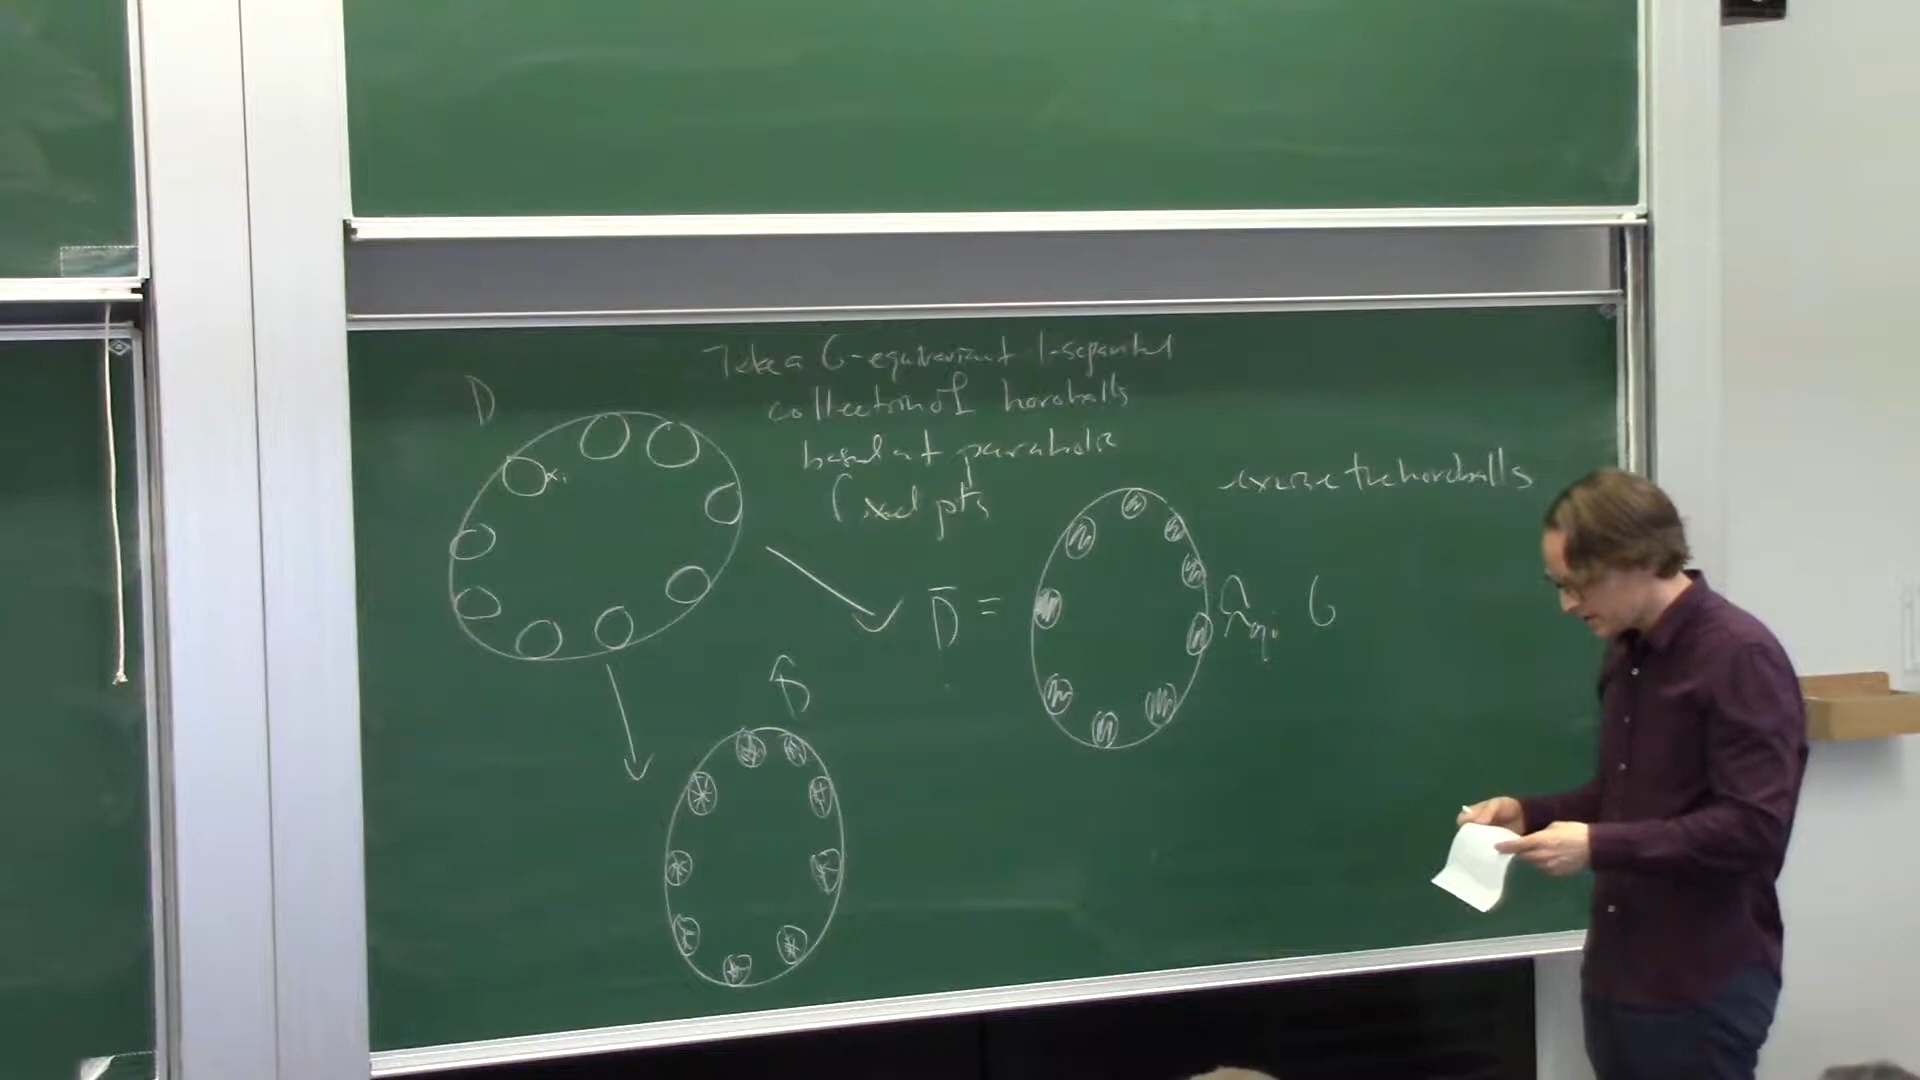 Take a G-equivariant 1-separated
collection of horoballs
based at parabolic
fixed pts
D
x,
excise the horoballs
D̄ =
G